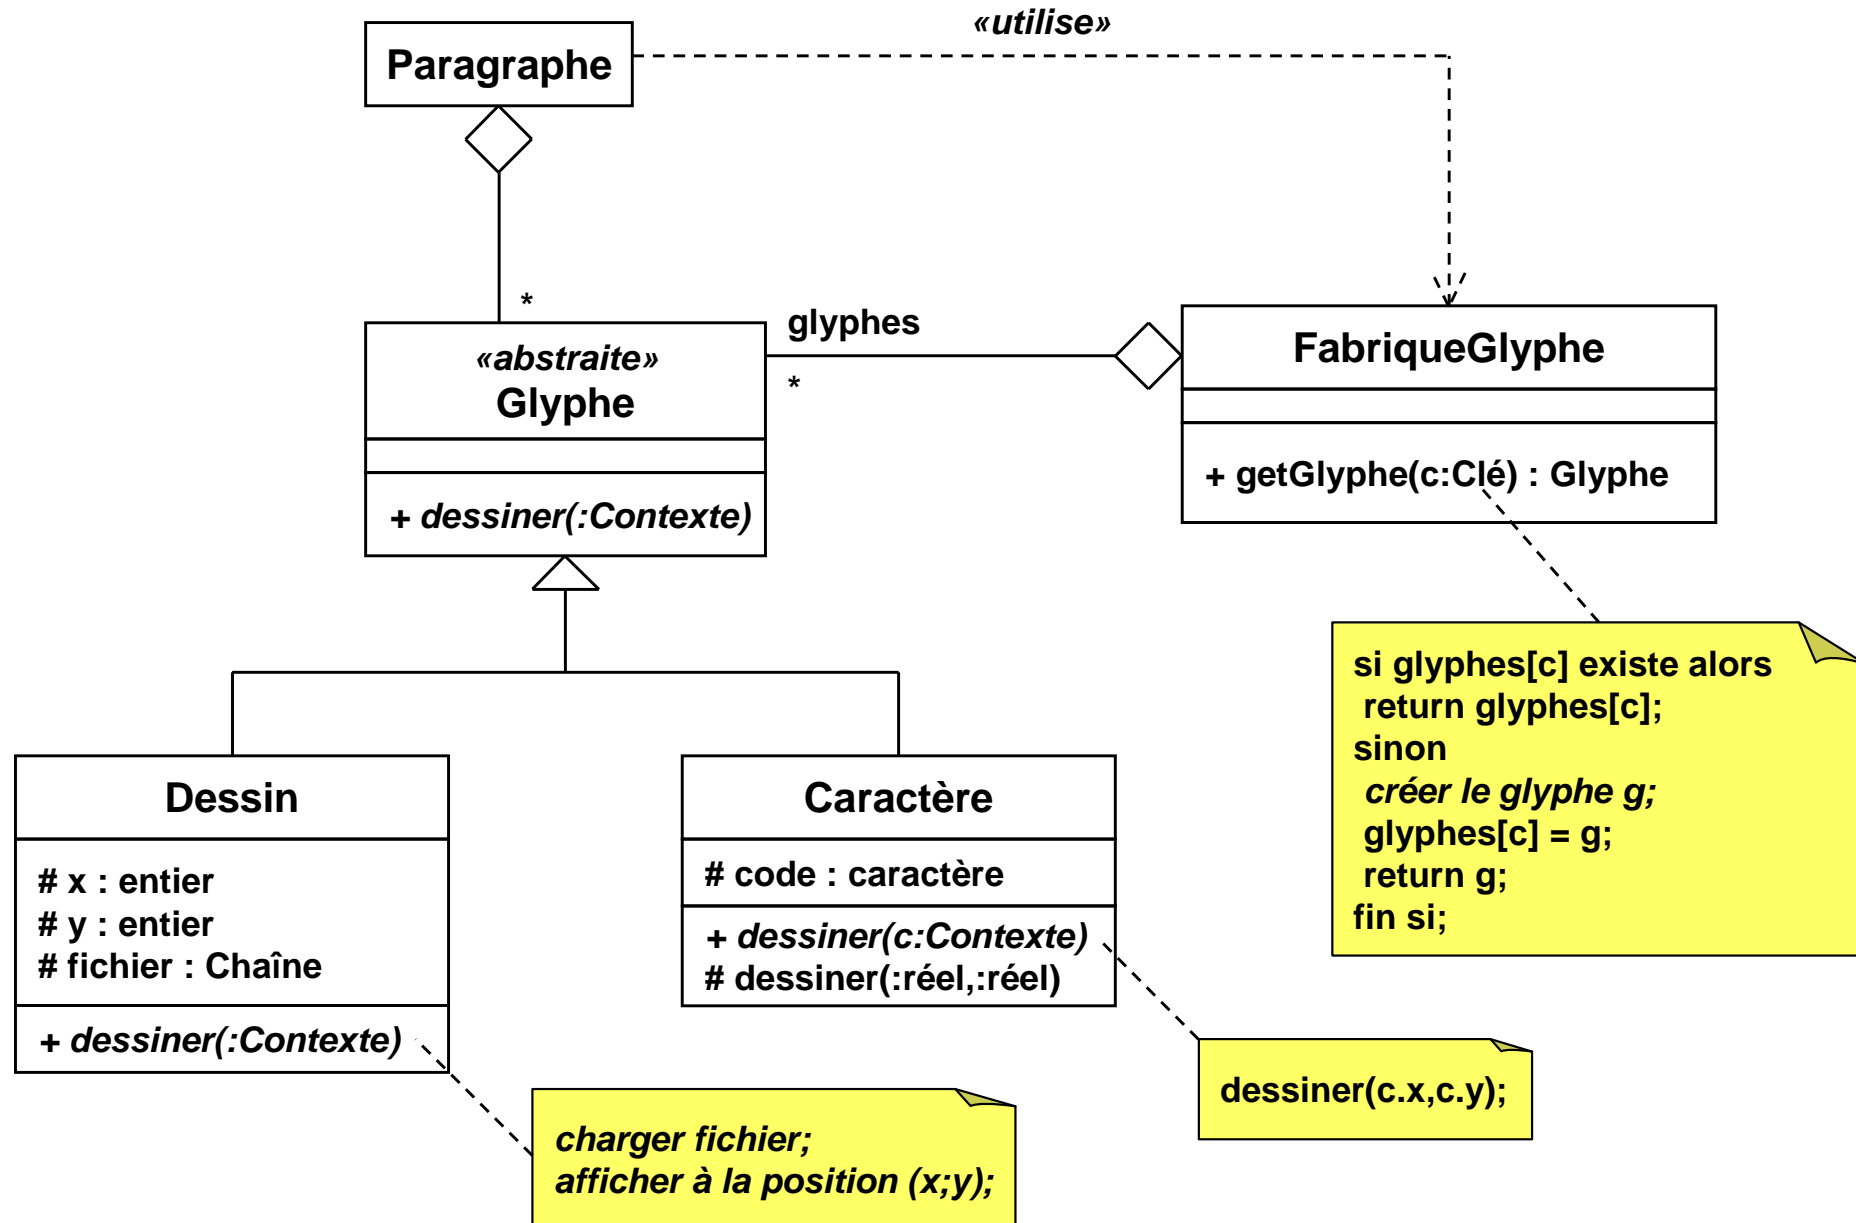 «utilise»
Paragraphe
*
glyphes
*
«abstraite»
Glyphe
+ dessiner(:Contexte)
FabriqueGlyphe
+ getGlyphe(c:Clé) : Glyphe
si glyphes[c] existe alors
return glyphes[c];
sinon
créer le glyphe g;
glyphes[c] = g;
return g;
fin si;
Dessin
# x : entier
# y : entier
# fichier : Chaîne
+ dessiner(:Contexte)
Caractère
# code : caractère
+ dessiner(c:Contexte)
# dessiner(:réel,:réel)
dessiner(c.x,c.y);
charger fichier;
afficher à la position (x;y);